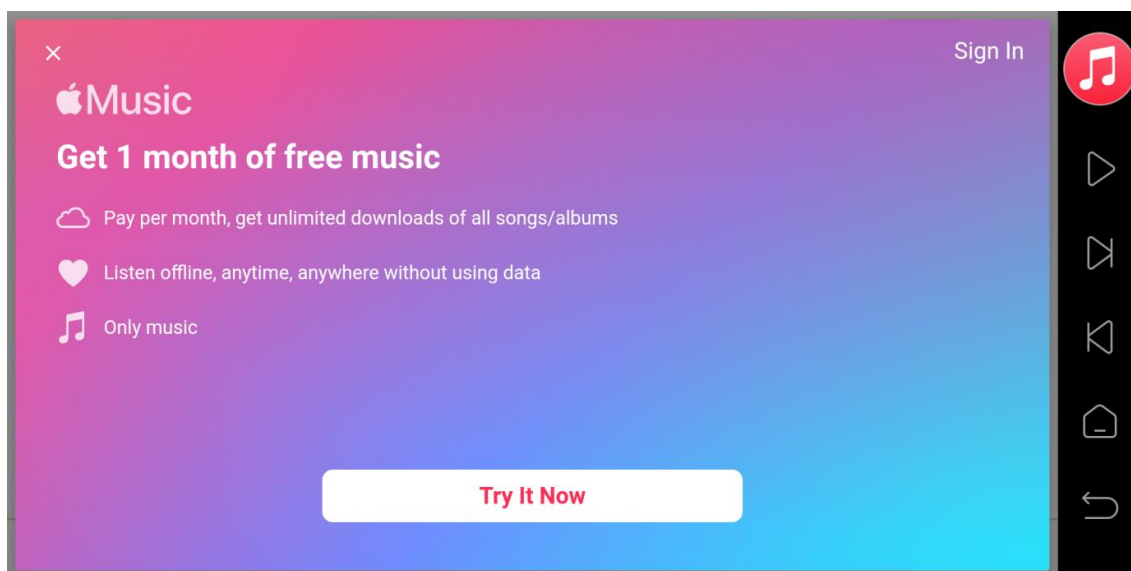 Sign In
Music
Get 1 month of free music
Pay per month, get unlimited downloads of all songs/albums
Listen offline, anytime, anywhere without using data
Only music
Try It Now